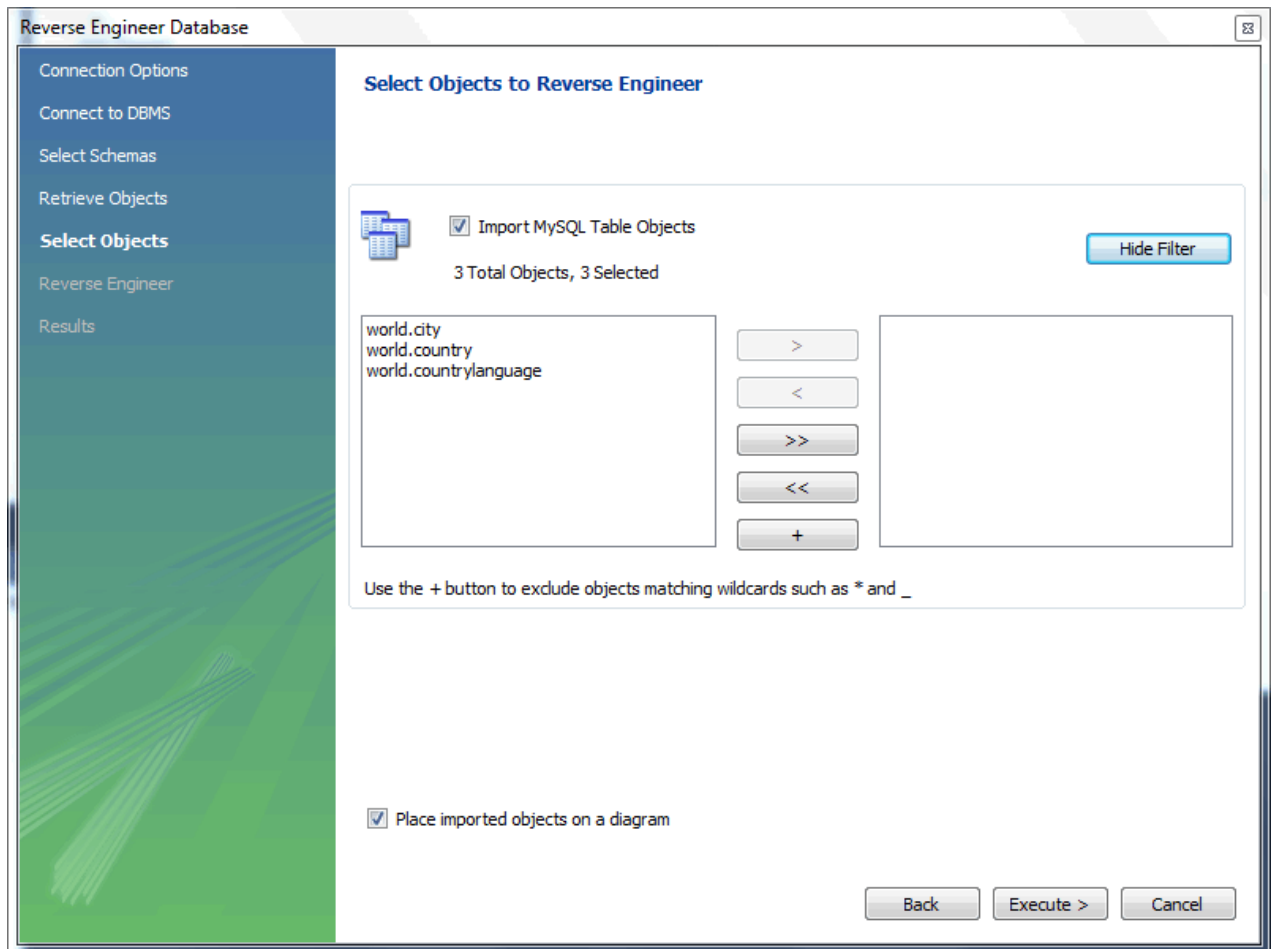 Reverse Engineer Database
Connection Options
Connect to DBMS
Select Schemas
Retrieve Objects
Select Objects
Reverse Engineer
Results
Select Objects to Reverse Engineer
Import MySQL Table Objects
3 Total Objects, 3 Selected
Hide Filter
world.city
world.country
world.countrylanguage
>
<
>>
<<
+
Use the + button to exclude objects matching wildcards such as * and _
Place imported objects on a diagram
Back
Execute >
Cancel